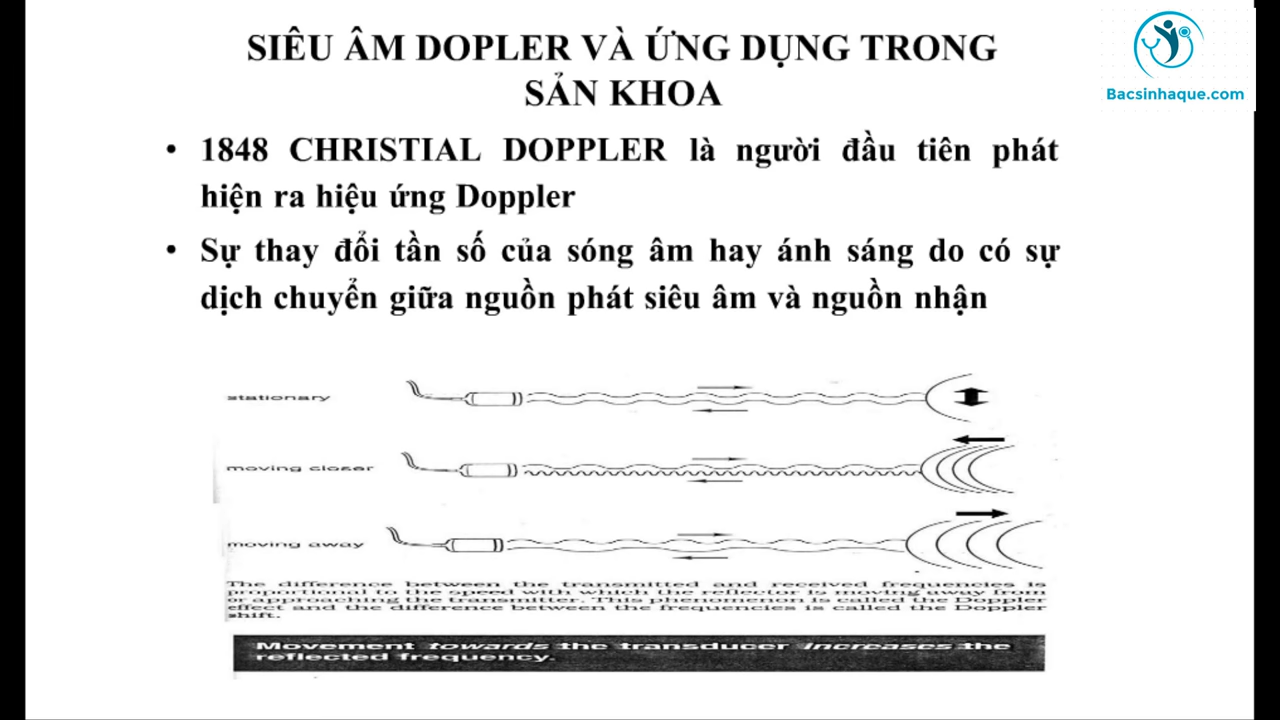 SIÊU ÂM DOPLER VÀ ỨNG DỤNG TRONG
SẢN KHOA
Bacsinhaque.com
• 1848 CHRISTIAL DOPPLER là người đầu tiên phát
hiện ra hiệu ứng Doppler
• Sự thay đổi tần số của sóng âm hay ánh sáng do có sự
dịch chuyển giữa nguồn phát siêu âm và nguồn nhận
stationary
moving closer
moving away
The difference between the transmitted and received frequencies is
proportional to the speed with which the reflector is moving away from
or approaching the transmitter. This phenomenon is called the Doppler
effect and the difference between the frequencies is called the Doppler
shift.
Movement towards the transducer increases the
reflected frequency.